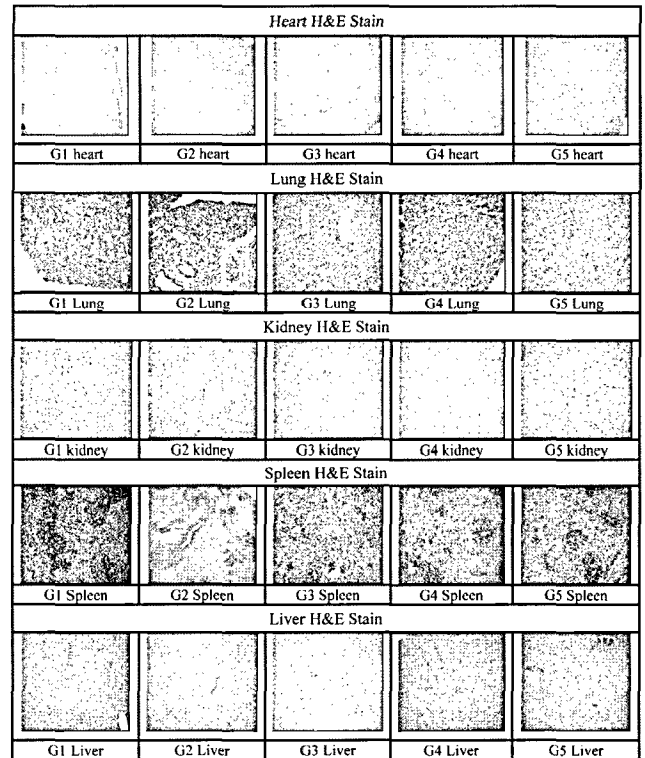 Heart H&E Stain
G1 heart G2 heart G3 heart G4 heart G5 heart
Lung H&E Stain
G1 Lung G2 Lung G3 Lung G4 Lung G5 Lung
Kidney H&E Stain
G1 kidney G2 kidney G3 kidney G4 kidney G5 kidney
Spleen H&E Stain
G1 Spleen G2 Spleen G3 Spleen G4 Spleen G5 Spleen
Liver H&E Stain
G1 Liver G2 Liver G3 Liver G4 Liver G5 Liver